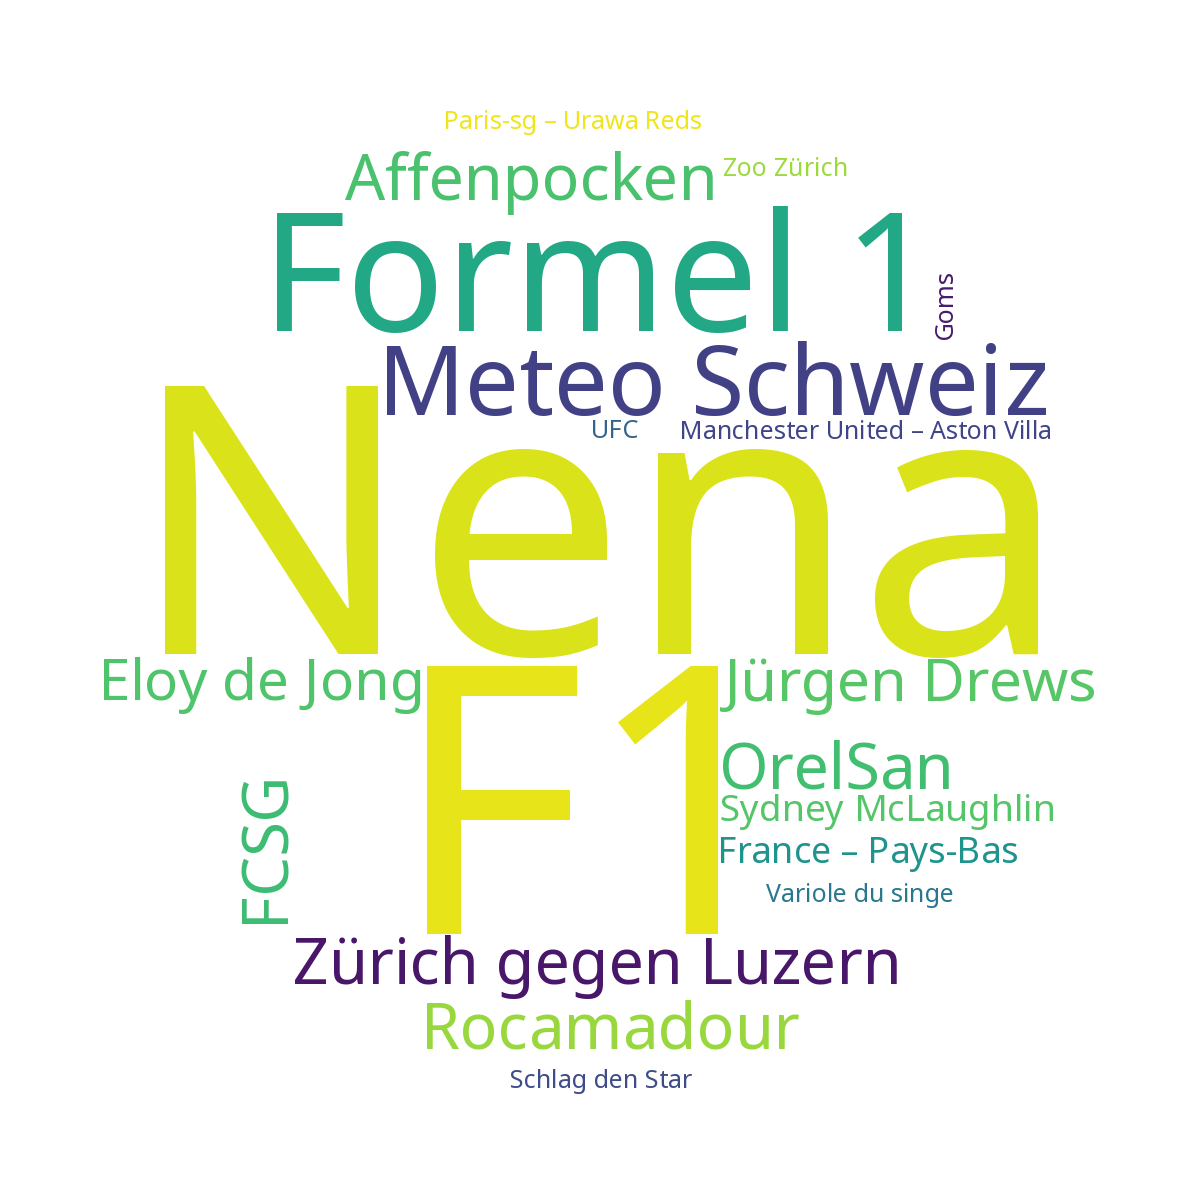 Paris-sg – Urawa Reds
Affenpocken
Zoo Zürich
Formel 1
Goms
Meteo Schweiz
UFC
Manchester United – Aston Villa
Nena
Eloy de Jong
F1
Jürgen Drews
OrelSan
FCSG
Sydney McLaughlin
France – Pays-Bas
Variole du singe
Zürich gegen Luzern
Rocamadour
Schlag den Star